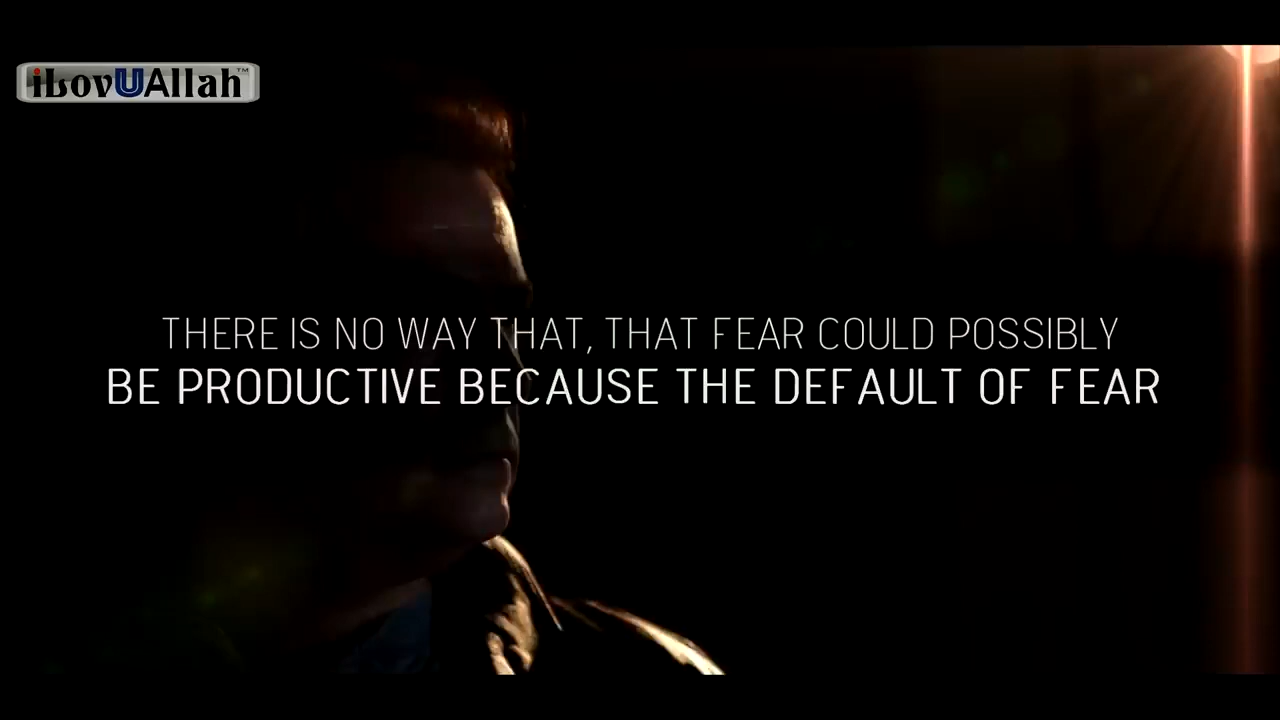 iLovUAllah™
THERE IS NO WAY THAT, THAT FEAR COULD POSSIBLY
BE PRODUCTIVE BECAUSE THE DEFAULT OF FEAR